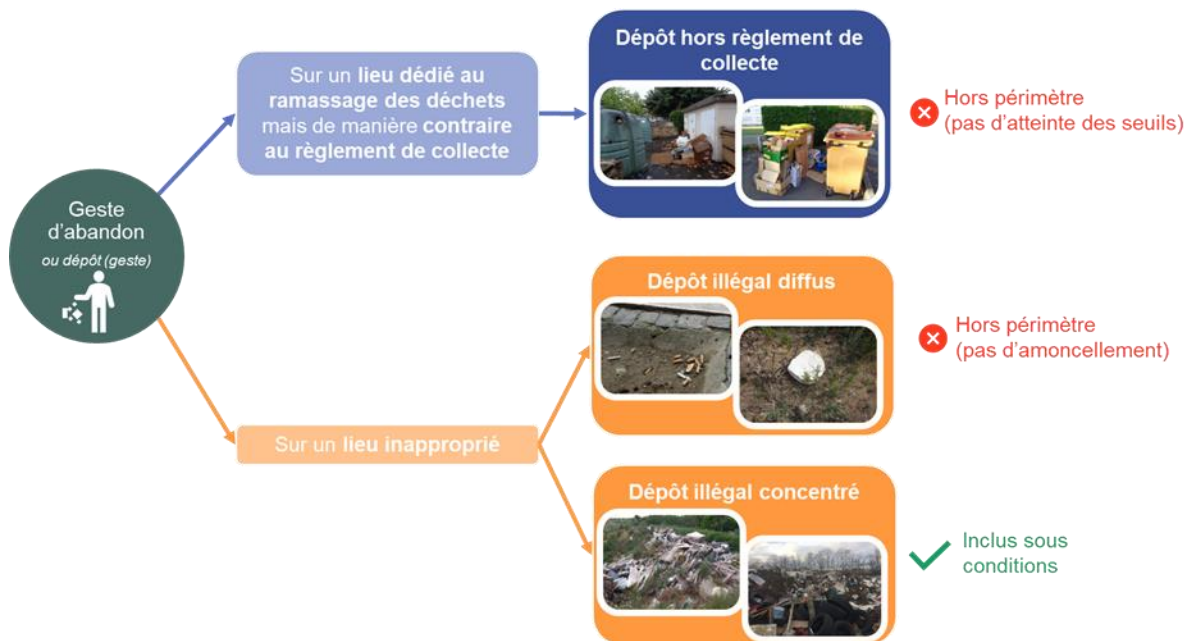 Geste
d'abandon
ou dépôt (geste)
Sur un lieu dédié au
ramassage des déchets
mais de manière contraire
au règlement de collecte
Dépôt hors règlement de
collecte
Hors périmètre
(pas d'atteinte des seuils)
Sur un lieu inapproprié
Dépôt illégal diffus
Hors périmètre
(pas d'amoncellement)
Dépôt illégal concentré
Inclus sous
conditions